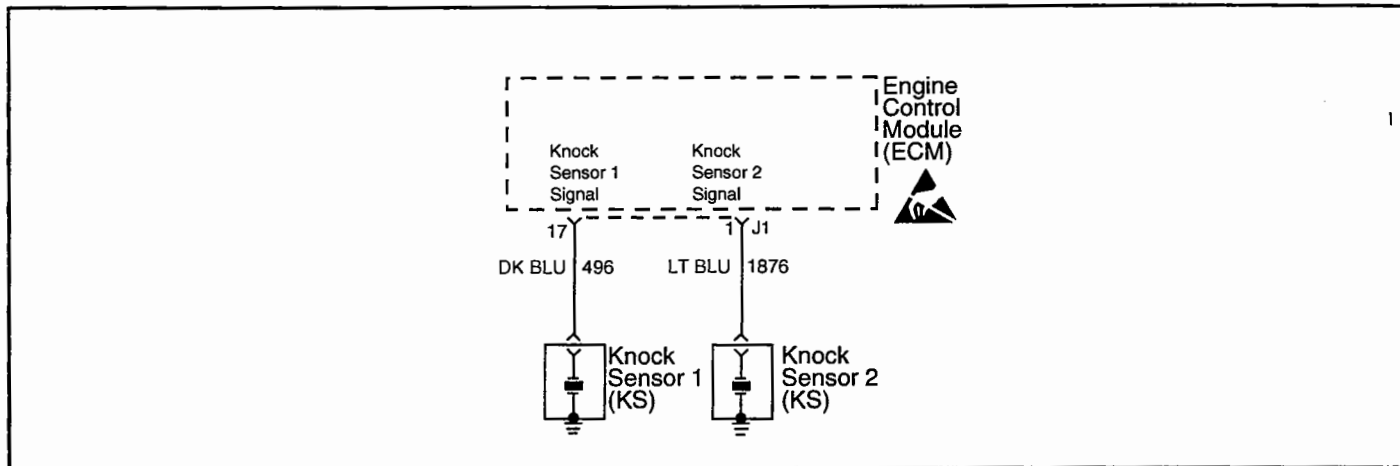 Engine
Control
Module
(ECM)
Knock
Sensor 1
Signal
Knock
Sensor 2
Signal
17
1 J1
DK BLU 496
LT BLU 1876
Knock
Sensor 1
(KS)
Knock
Sensor 2
(KS)
1